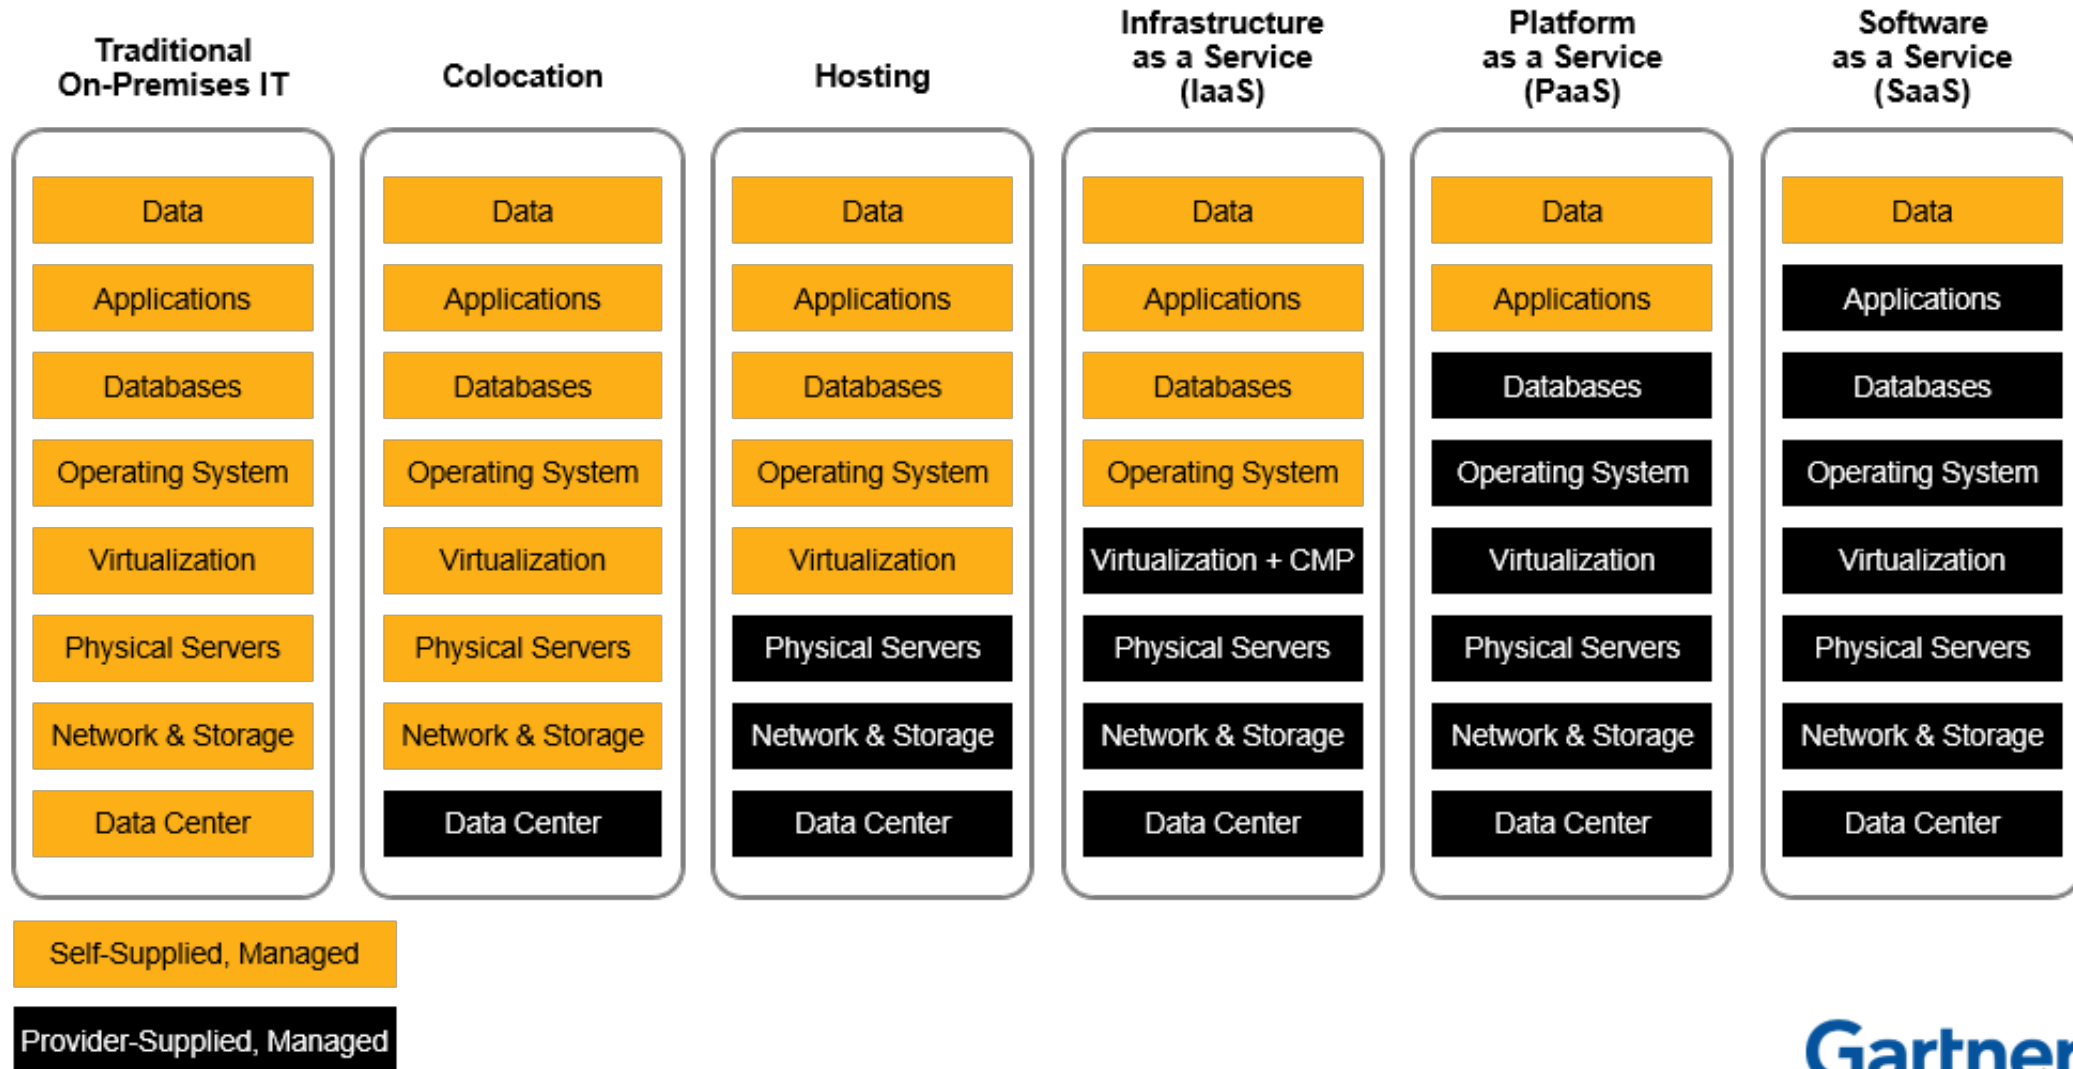 Traditional
On-Premises IT
Colocation
Hosting
Infrastructure
as a Service
(IaaS)
Platform
as a Service
(PaaS)
Software
as a Service
(SaaS)
Data
Applications
Databases
Operating System
Virtualization
Physical Servers
Network & Storage
Data Center
Data
Applications
Databases
Operating System
Virtualization
Physical Servers
Network & Storage
Data Center
Data
Applications
Databases
Operating System
Virtualization
Physical Servers
Network & Storage
Data Center
Data
Applications
Databases
Operating System
Virtualization + CMP
Physical Servers
Network & Storage
Data Center
Data
Applications
Databases
Operating System
Virtualization
Physical Servers
Network & Storage
Data Center
Data
Applications
Databases
Operating System
Virtualization
Physical Servers
Network & Storage
Data Center
Self-Supplied, Managed
Provider-Supplied, Managed
Gartner